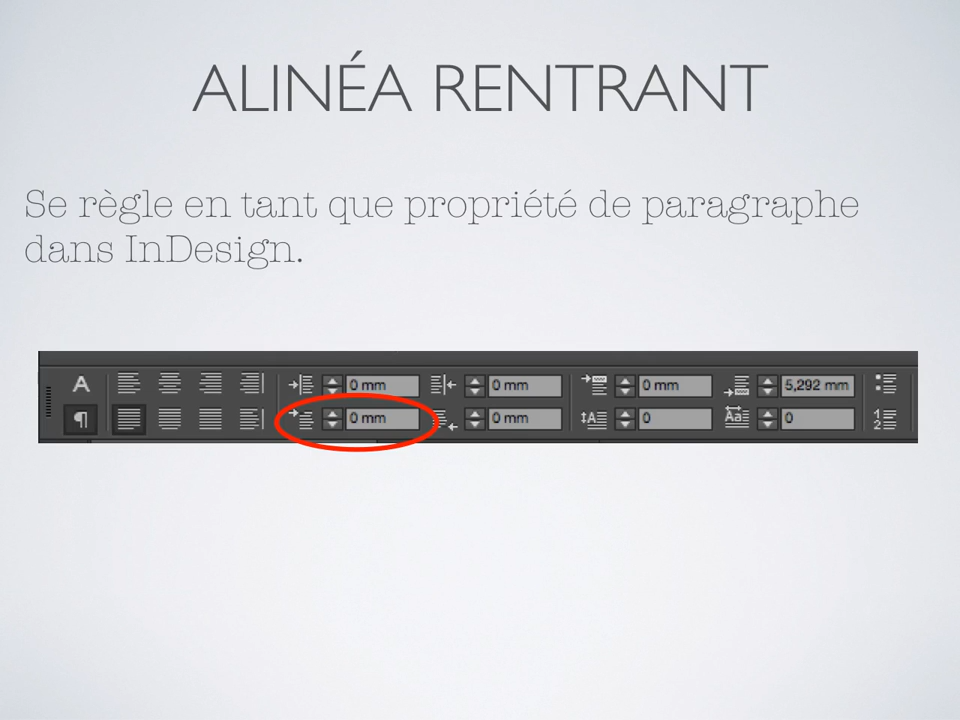 ALINÉA RENTRANT
Se règle en tant que propriété de paragraphe
dans InDesign.
A 0 mm 0 mm 0 mm 5,292 mm
¶ 0 mm 0 mm 0 0